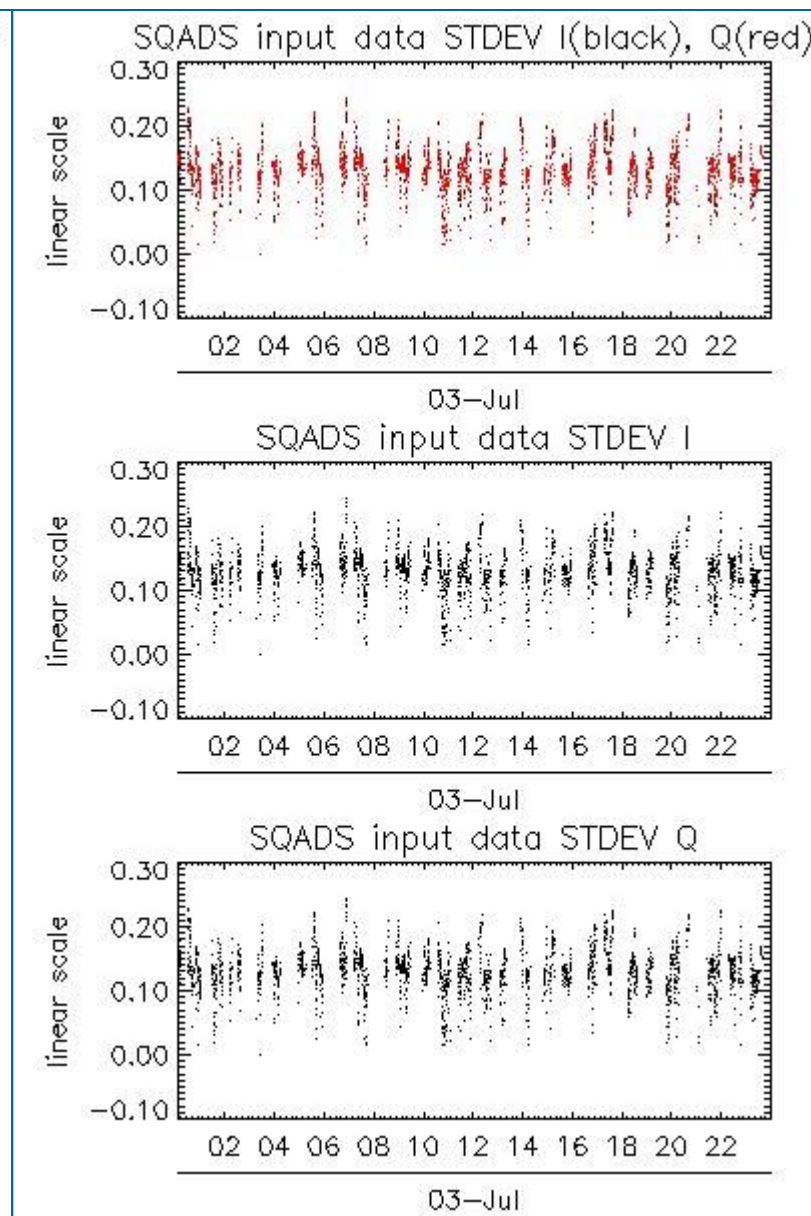 SQADS input data STDEV I(black), Q(red)
0.30
0.20
0.10
0.00
-0.10
linear scale
02 04 06 08 10 12 14 16 18 20 22
03-Jul
SQADS input data STDEV I
0.30
0.20
0.10
0.00
-0.10
linear scale
02 04 06 08 10 12 14 16 18 20 22
03-Jul
SQADS input data STDEV Q
0.30
0.20
0.10
0.00
-0.10
linear scale
02 04 06 08 10 12 14 16 18 20 22
03-Jul